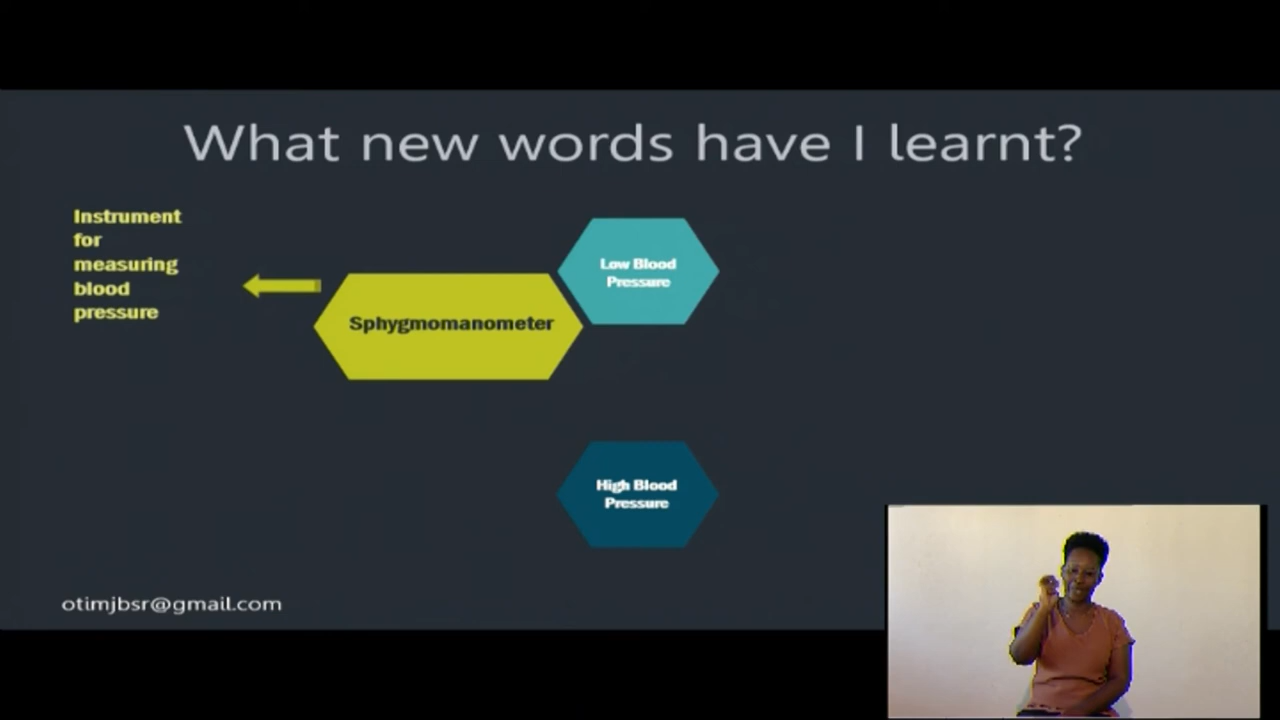 What new words have I learnt?
Instrument
for
measuring
blood
pressure
Sphygmomanometer
Low Blood
Pressure
High Blood
Pressure
otimjbsr@gmail.com